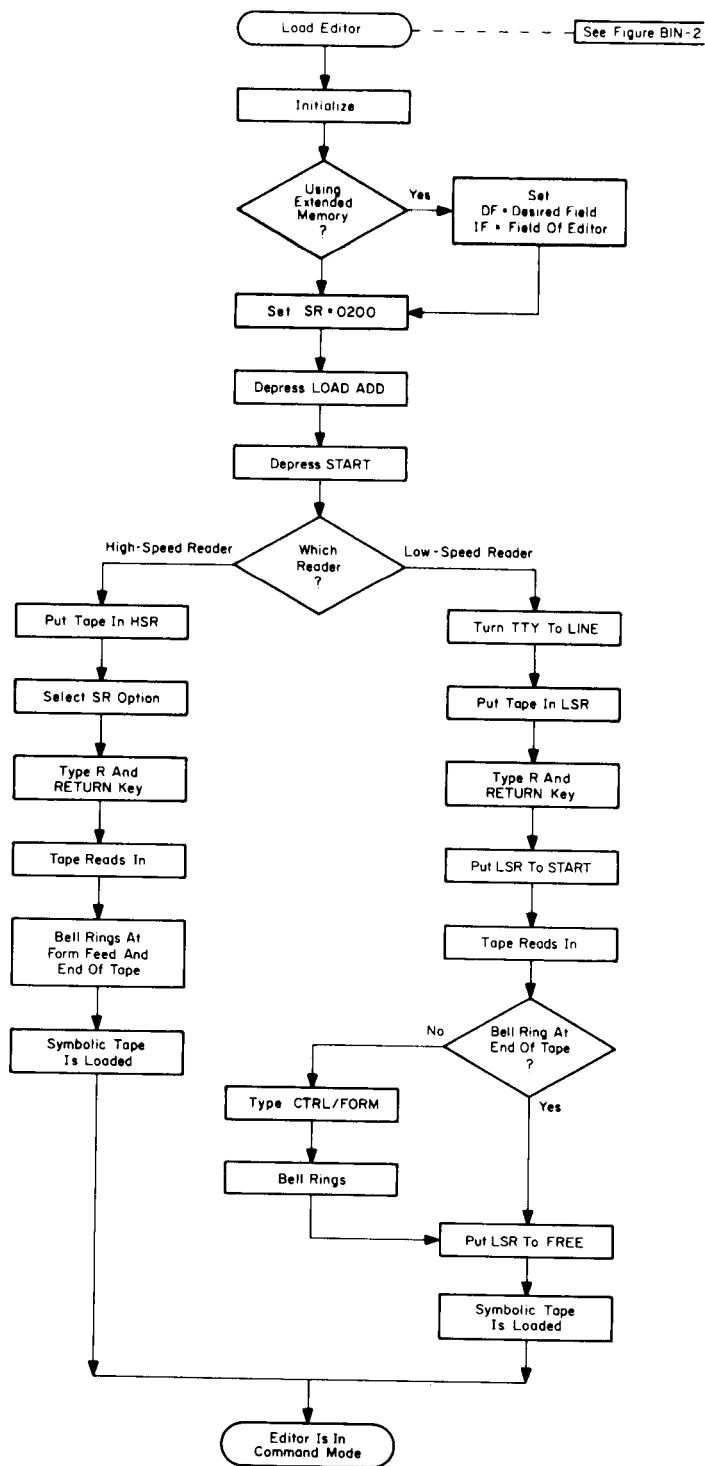 Load Editor
See Figure BIN-2
Initialize
Using
Extended
Memory
?
Yes
Set
DF = Desired Field
IF = Field Of Editor
Set SR = 0200
Depress LOAD ADD
Depress START
High-Speed Reader
Which
Reader
?
Low-Speed Reader
Put Tape In HSR
Select SR Option
Type R And
RETURN Key
Tape Reads In
Bell Rings At
Form Feed And
End Of Tape
Symbolic Tape
Is Loaded
Turn TTY To LINE
Put Tape In LSR
Type R And
RETURN Key
Put LSR To START
Tape Reads In
Bell Ring At
End Of Tape
?
No
Yes
Type CTRL/FORM
Bell Rings
Put LSR To FREE
Symbolic Tape
Is Loaded
Editor Is In
Command Mode